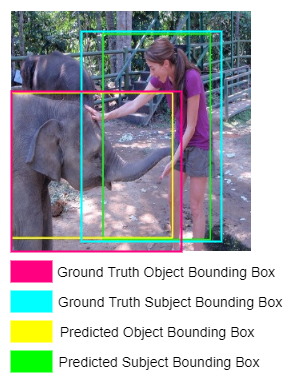 Ground Truth Object Bounding Box
Ground Truth Subject Bounding Box
Predicted Object Bounding Box
Predicted Subject Bounding Box